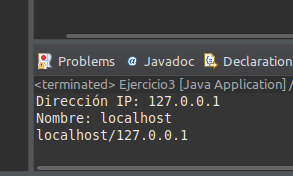 Problems @ Javadoc Declaration
<terminated> Ejercicio3 [Java Application] /
Dirección IP: 127.0.0.1
Nombre: localhost
localhost/127.0.0.1